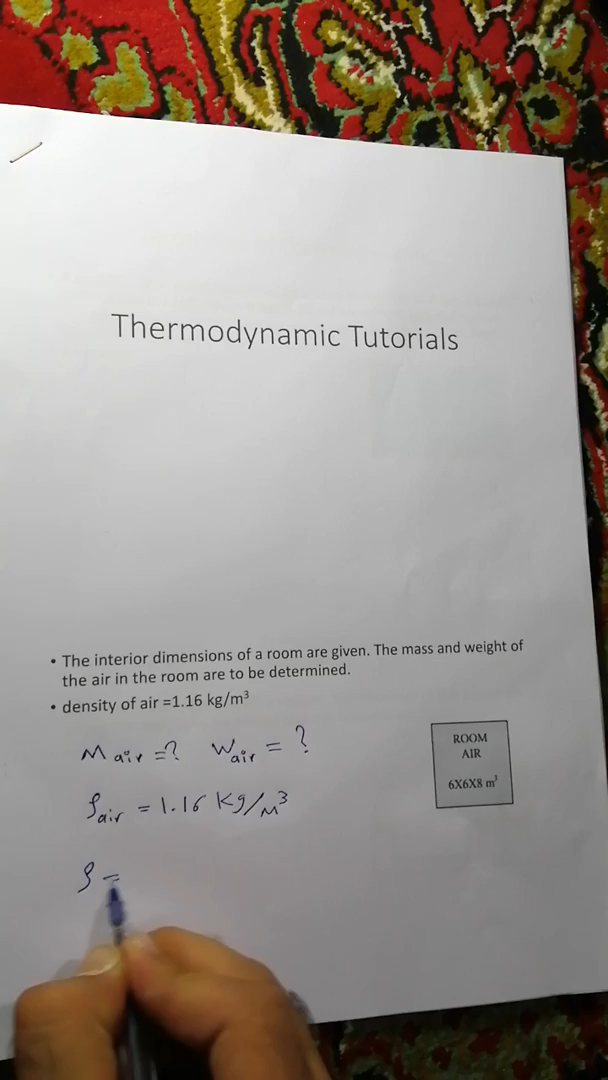 Thermodynamic Tutorials
• The interior dimensions of a room are given. The mass and weight of
the air in the room are to be determined.
• density of air =1.16 kg/m³
M air =? Wair = ?
ρair = 1.16 kg/m³
ρ =
ROOM
AIR
6X6X8 m³